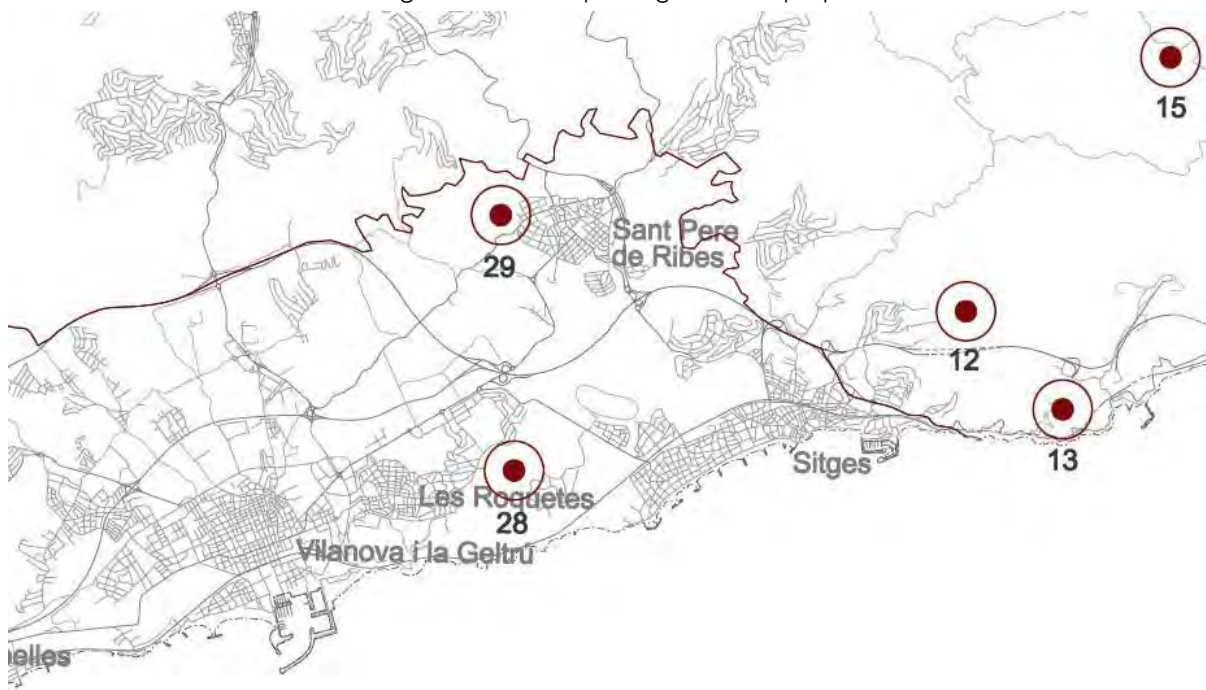 15
Sant Pere
de Ribes
29
12
Sitges
13
Les Roquetes
28
Vilanova i la Geltrú
elles